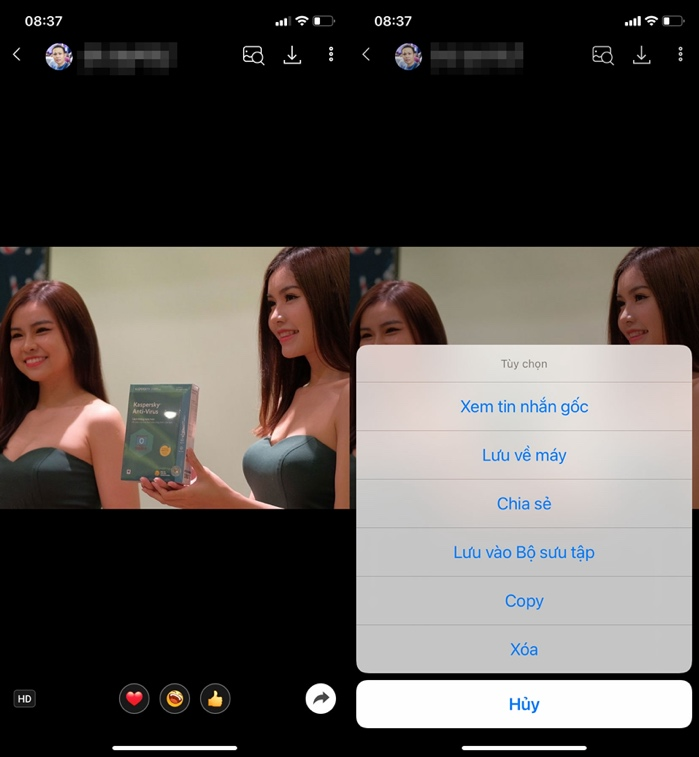 08:37
Kaspersky
Anti-Virus
HD
08:37
Tùy chọn
Xem tin nhắn gốc
Lưu về máy
Chia sẻ
Lưu vào Bộ sưu tập
Copy
Xóa
Hủy